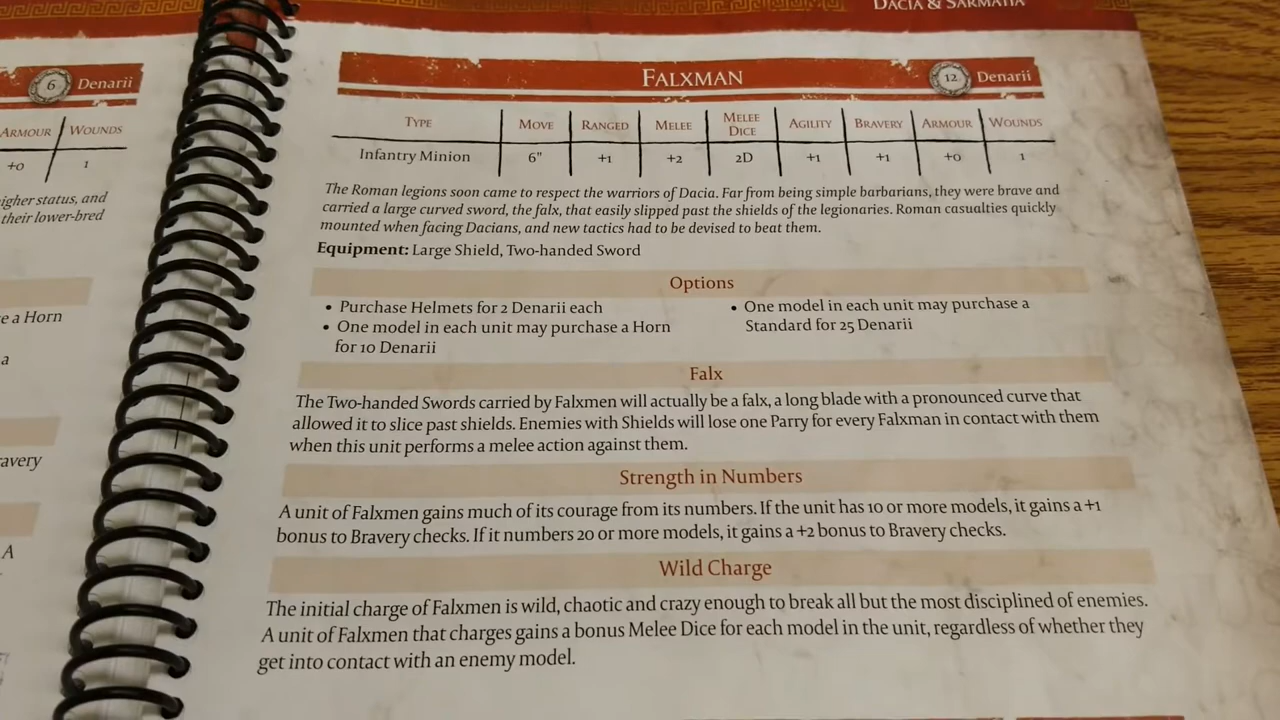 DACIA & SARMATIA
6 Denarii
ARMOUR WOUNDS
+0 1
igher status, and
their lower-bred
e a Horn
a
avery
A
FALXMAN 12 Denarii
TYPE MOVE RANGED MELEE MELEE DICE AGILITY BRAVERY ARMOUR WOUNDS
Infantry Minion 6" +1 +2 2D +1 +1 +0 1
The Roman legions soon came to respect the warriors of Dacia. Far from being simple barbarians, they were brave and
carried a large curved sword, the falx, that easily slipped past the shields of the legionaries. Roman casualties quickly
mounted when facing Dacians, and new tactics had to be devised to beat them.
Equipment: Large Shield, Two-handed Sword
Options
• Purchase Helmets for 2 Denarii each
• One model in each unit may purchase a Horn
for 10 Denarii
• One model in each unit may purchase a
Standard for 25 Denarii
Falx
The Two-handed Swords carried by Falxmen will actually be a falx, a long blade with a pronounced curve that
allowed it to slice past shields. Enemies with Shields will lose one Parry for every Falxman in contact with them
when this unit performs a melee action against them.
Strength in Numbers
A unit of Falxmen gains much of its courage from its numbers. If the unit has 10 or more models, it gains a +1
bonus to Bravery checks. If it numbers 20 or more models, it gains a +2 bonus to Bravery checks.
Wild Charge
The initial charge of Falxmen is wild, chaotic and crazy enough to break all but the most disciplined of enemies.
A unit of Falxmen that charges gains a bonus Melee Dice for each model in the unit, regardless of whether they
get into contact with an enemy model.